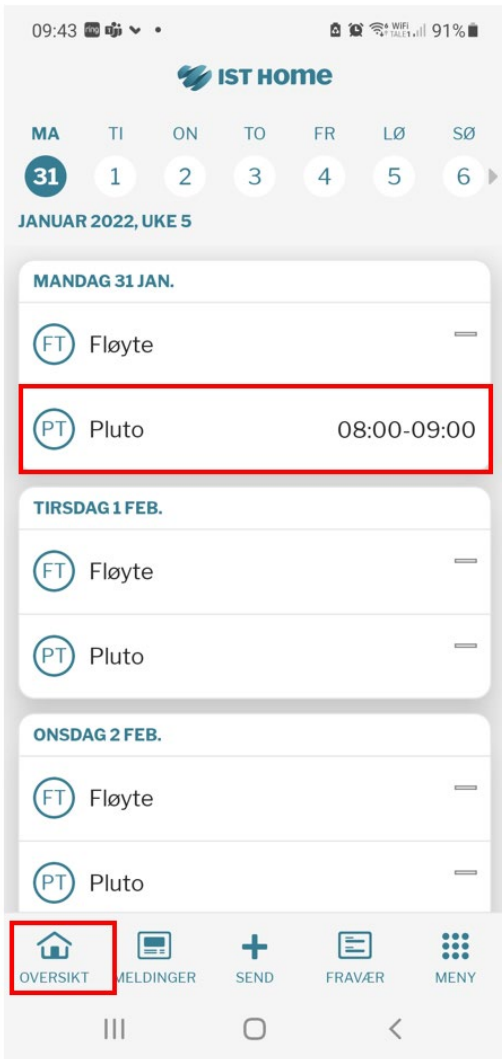 09:43
91%
IST HOme
MA TI ON TO FR LØ SØ
31 1 2 3 4 5 6
JANUAR 2022, UKE 5
MANDAG 31 JAN.
FT Fløyte
PT Pluto 08:00-09:00
TIRSDAG 1 FEB.
FT Fløyte
PT Pluto
ONSDAG 2 FEB.
FT Fløyte
PT Pluto
OVERSIKT MELDINGER SEND FRAVÆR MENY